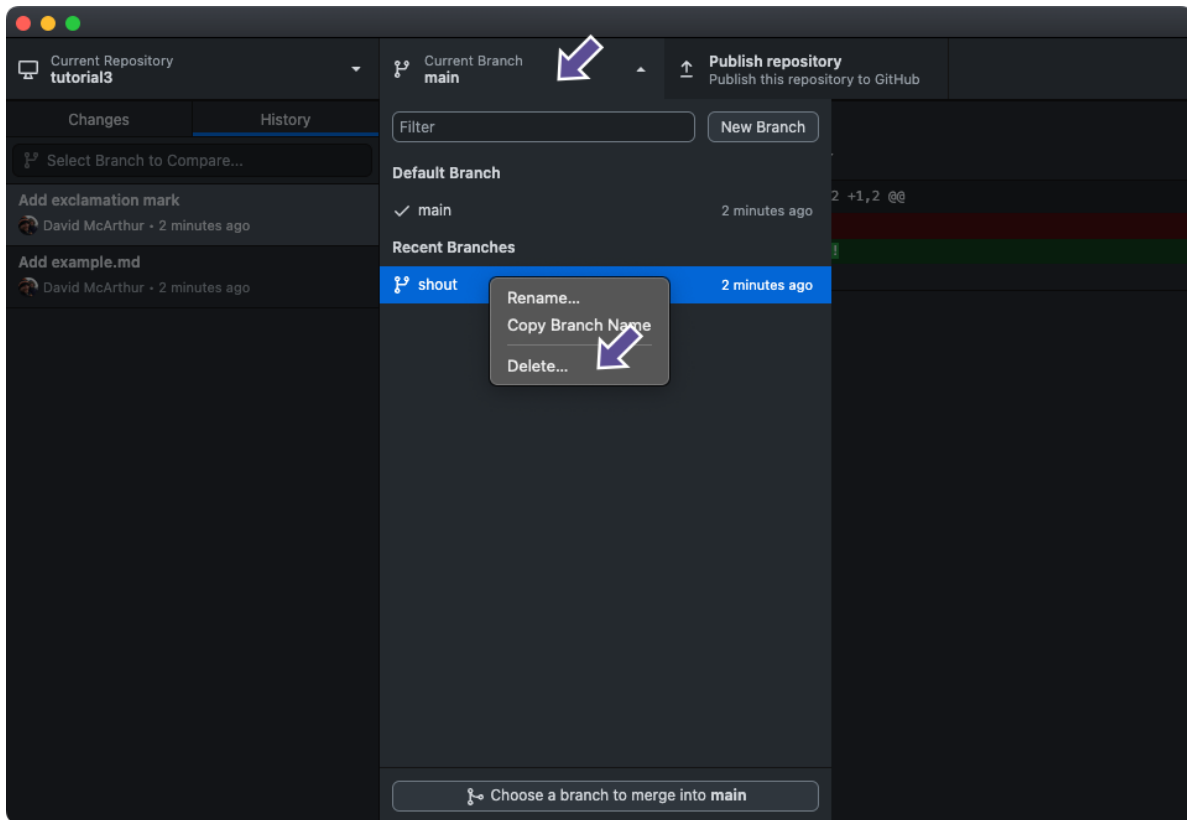 Current Repository
tutorial3
Current Branch
main
Publish repository
Publish this repository to GitHub
Changes
History
Select Branch to Compare...
Add exclamation mark
David McArthur • 2 minutes ago
Add example.md
David McArthur • 2 minutes ago
Filter
New Branch
Default Branch
main
2 minutes ago
Recent Branches
shout
2 minutes ago
Rename...
Copy Branch Name
Delete...
2 +1,2 @@
!
Choose a branch to merge into main